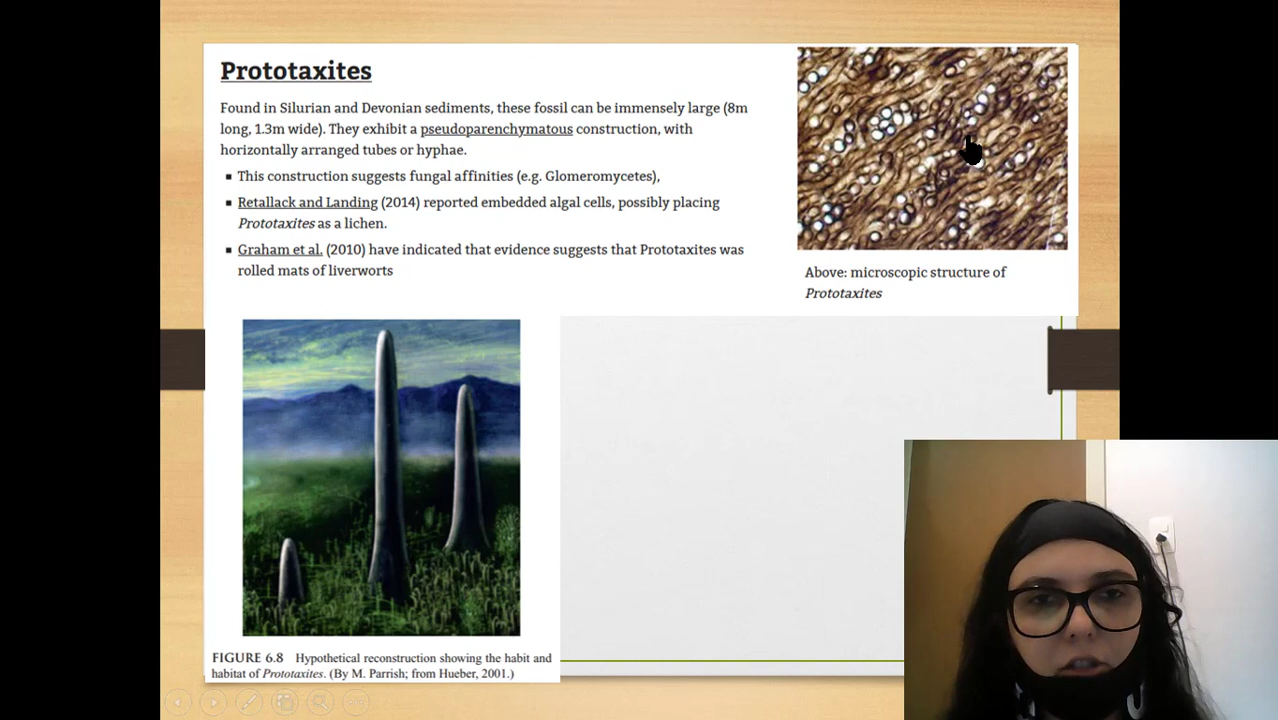 Prototaxites
Found in Silurian and Devonian sediments, these fossil can be immensely large (8m
long, 1.3m wide). They exhibit a pseudoparenchymatous construction, with
horizontally arranged tubes or hyphae.
▪ This construction suggests fungal affinities (e.g. Glomeromycetes),
▪ Retallack and Landing (2014) reported embedded algal cells, possibly placing
Prototaxites as a lichen.
▪ Graham et al. (2010) have indicated that evidence suggests that Prototaxites was
rolled mats of liverworts
Above: microscopic structure of
Prototaxites
FIGURE 6.8 Hypothetical reconstruction showing the habit and
habitat of Prototaxites. (By M. Parrish; from Hueber, 2001.)